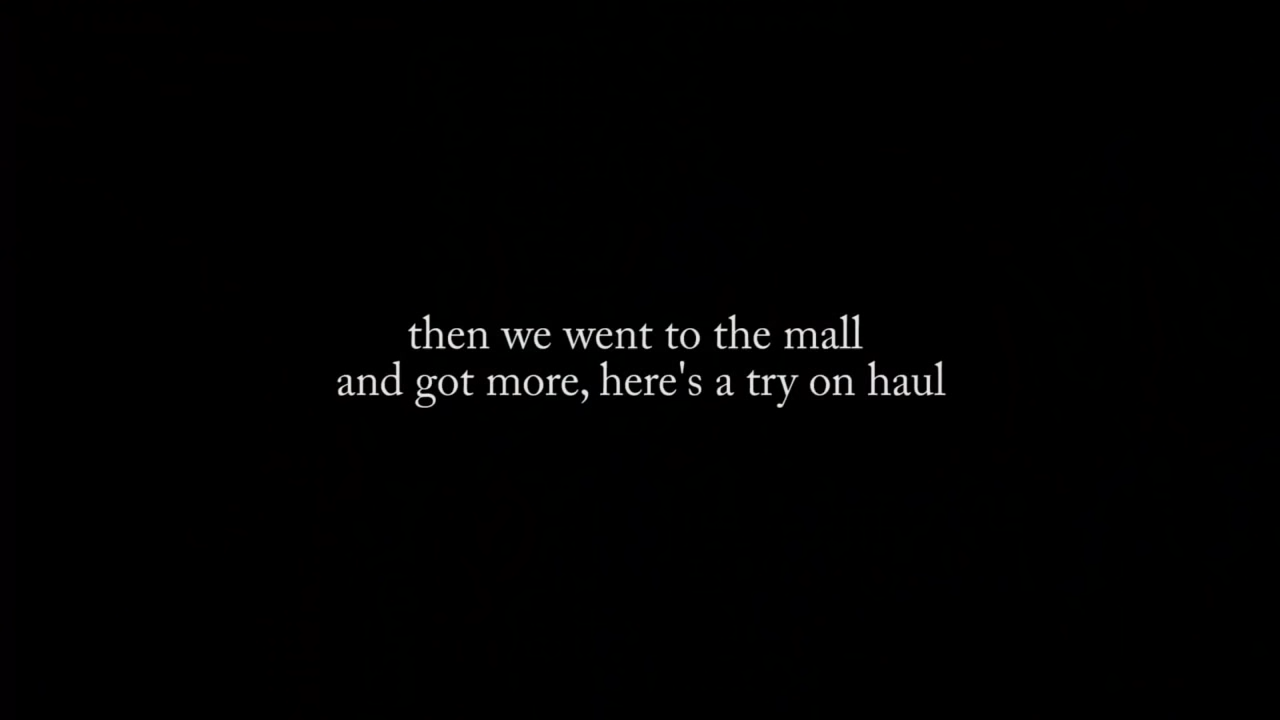 then we went to the mall
and got more, here's a try on haul